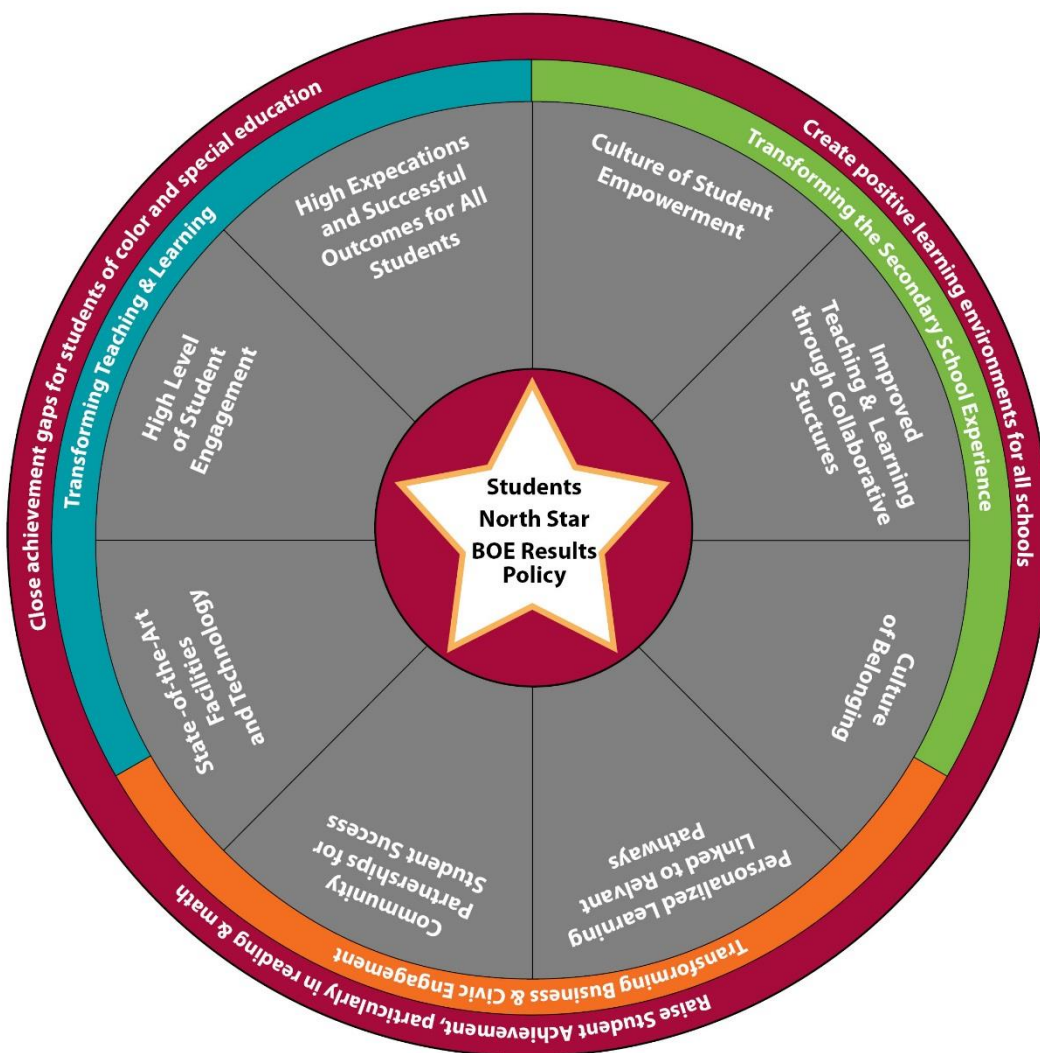 Close achievement gaps for students of color and special education
Create positive learning environments for all schools
Raise Student Achievement, particularly in reading & math
Transforming Teaching & Learning
Transforming the Secondary School Experience
Transforming Business & Civic Engagement
High Expecations
and Successful
Outcomes for All
Students
Culture of Student
Empowerment
Improved
Teaching & Learning
through Collaborative
Stuctures
Culture
of Belonging
Personalized Learning
Linked to Relvant
Pathways
Community
Partnerships for
Student Success
State-of-the-Art
Facilities
and Technology
High Level
of Student
Engagement
Students
North Star
BOE Results
Policy